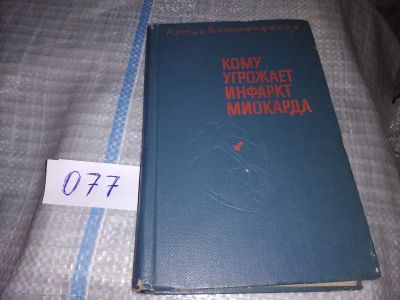 Артур Блюменфельд
КОМУ
УГРОЖАЕТ
ИНФАРКТ
МИОКАРДА
077